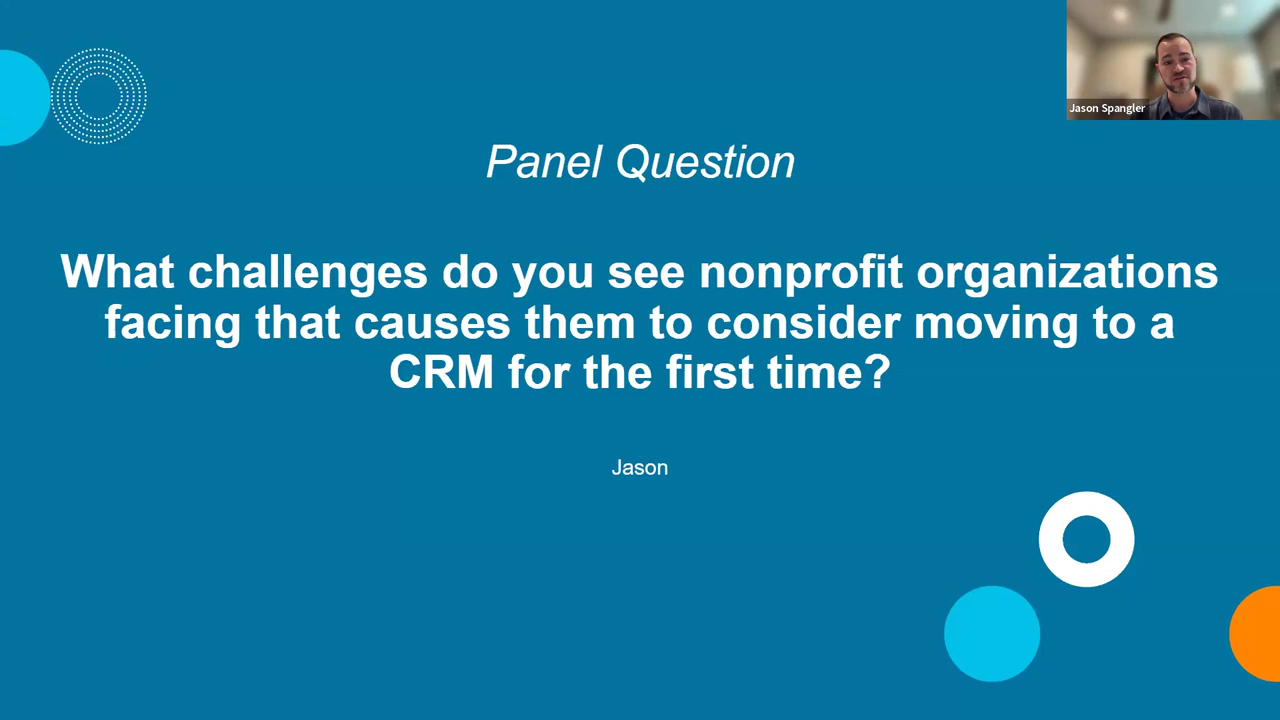 Jason Spangler
Panel Question
What challenges do you see nonprofit organizations
facing that causes them to consider moving to a
CRM for the first time?
Jason